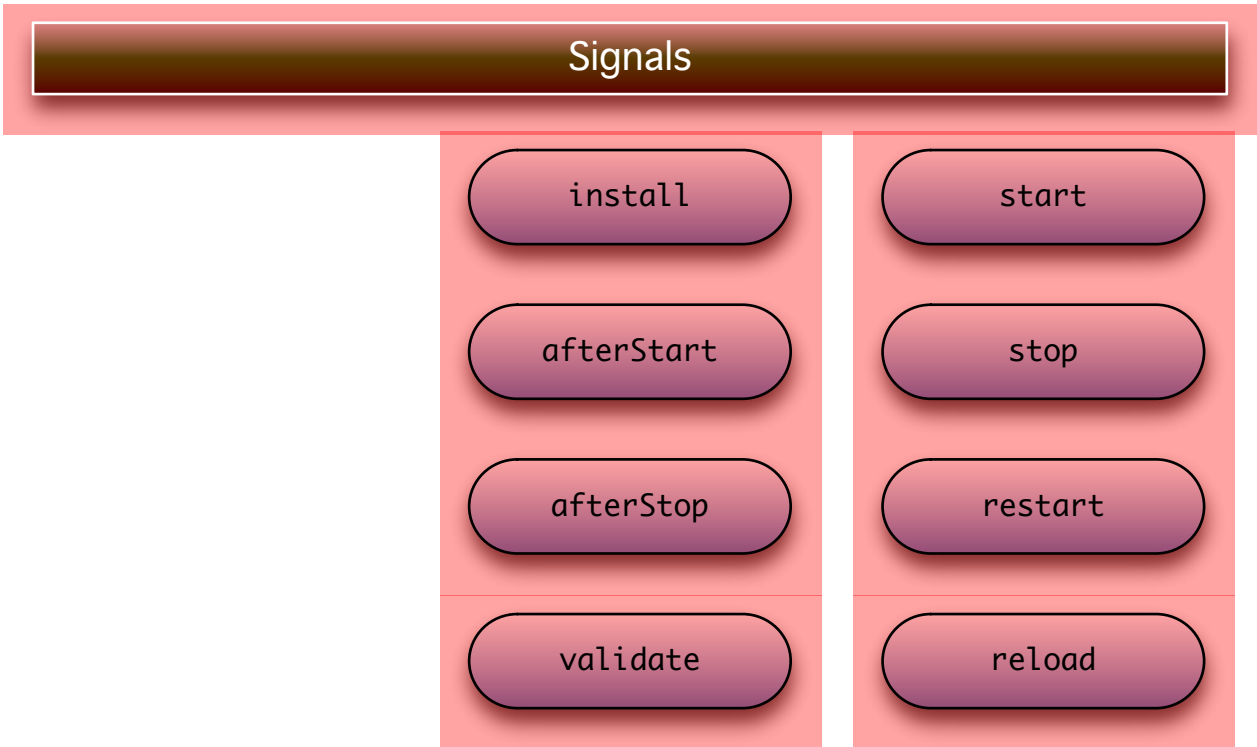 Signals
install
start
afterStart
stop
afterStop
restart
validate
reload